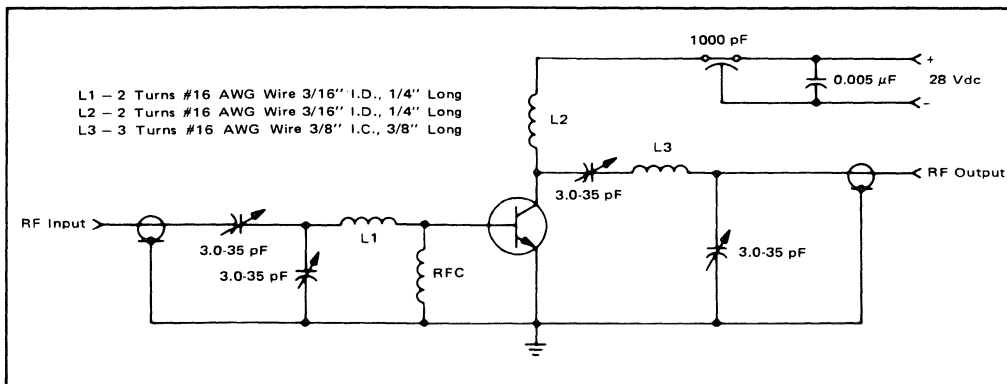 1000 pF
+
0.005 µF
28 Vdc
-
L1 – 2 Turns #16 AWG Wire 3/16'' I.D., 1/4'' Long
L2 – 2 Turns #16 AWG Wire 3/16'' I.D., 1/4'' Long
L3 – 3 Turns #16 AWG Wire 3/8'' I.C., 3/8'' Long
L2
L3
RF Output
3.0-35 pF
RF Input
L1
3.0-35 pF
3.0-35 pF
RFC
3.0-35 pF